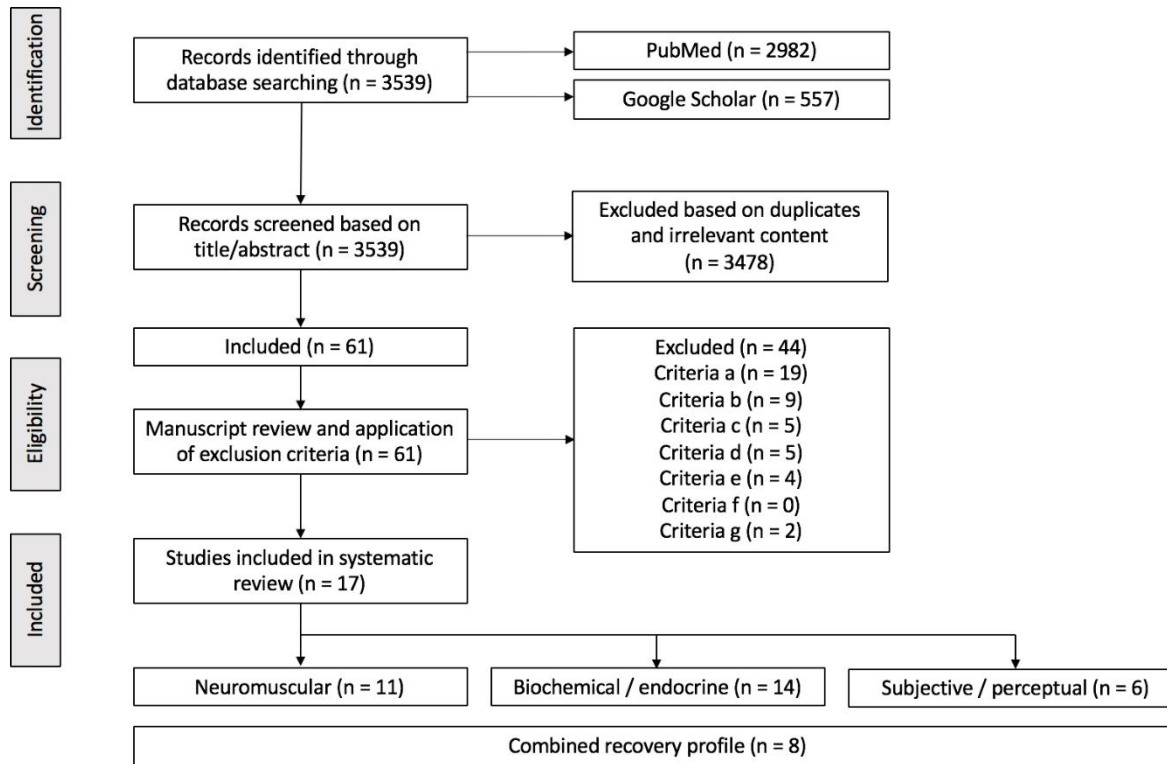 Identification
Records identified through
database searching (n = 3539)
PubMed (n = 2982)
Google Scholar (n = 557)
Screening
Records screened based on
title/abstract (n = 3539)
Excluded based on duplicates
and irrelevant content
(n = 3478)
Eligibility
Included (n = 61)
Manuscript review and application
of exclusion criteria (n = 61)
Excluded (n = 44)
Criteria a (n = 19)
Criteria b (n = 9)
Criteria c (n = 5)
Criteria d (n = 5)
Criteria e (n = 4)
Criteria f (n = 0)
Criteria g (n = 2)
Included
Studies included in systematic
review (n = 17)
Neuromuscular (n = 11)
Biochemical / endocrine (n = 14)
Subjective / perceptual (n = 6)
Combined recovery profile (n = 8)